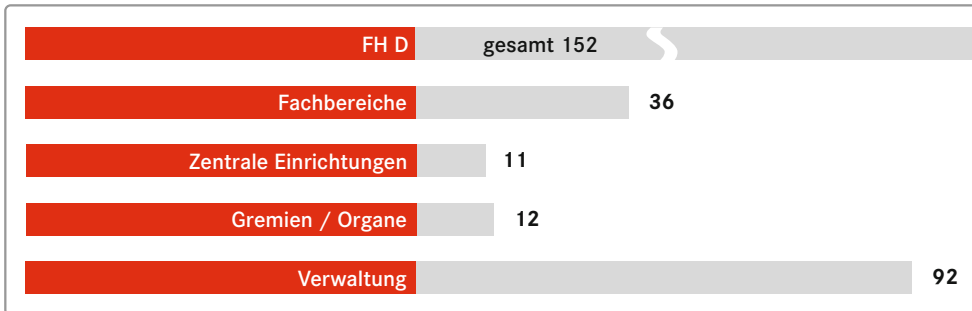 FH D gesamt 152
Fachbereiche 36
Zentrale Einrichtungen 11
Gremien / Organe 12
Verwaltung 92